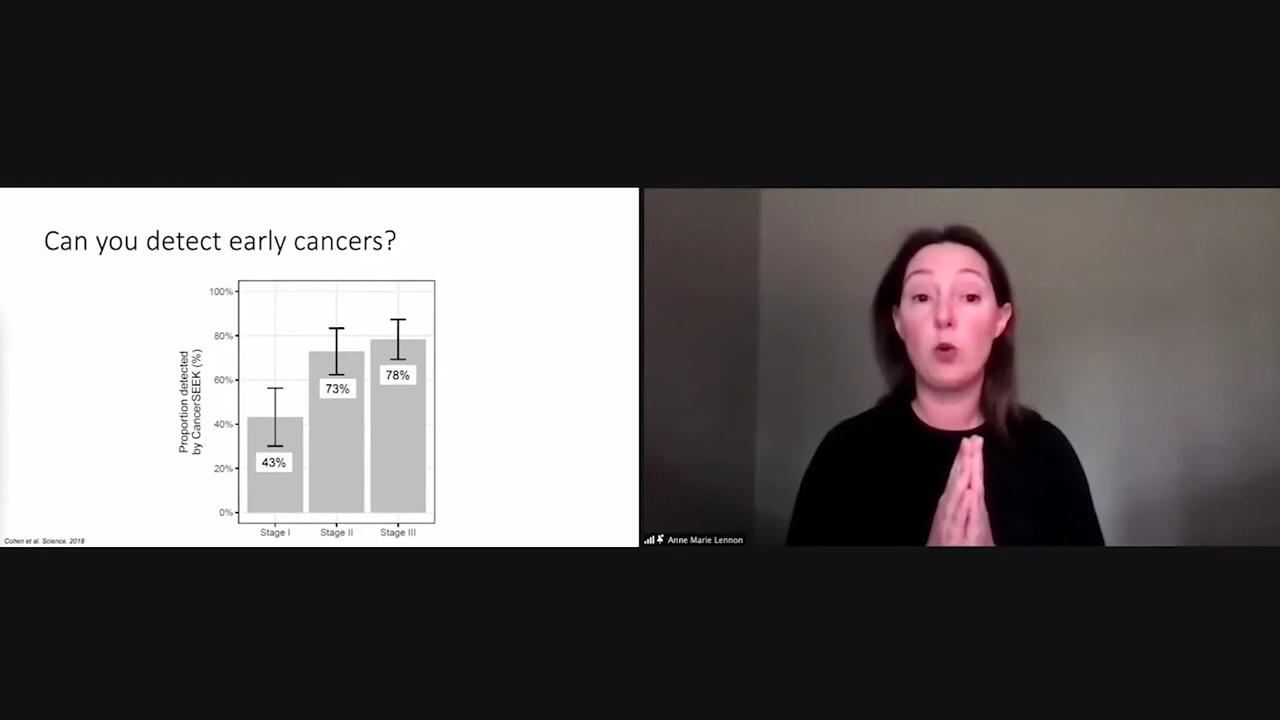 Can you detect early cancers?
Proportion detected
by CancerSEEK (%)
100%
80%
60%
40%
20%
0%
43%
73%
78%
Stage I
Stage II
Stage III
Cohen et al. Science. 2018
Anne Marie Lennon